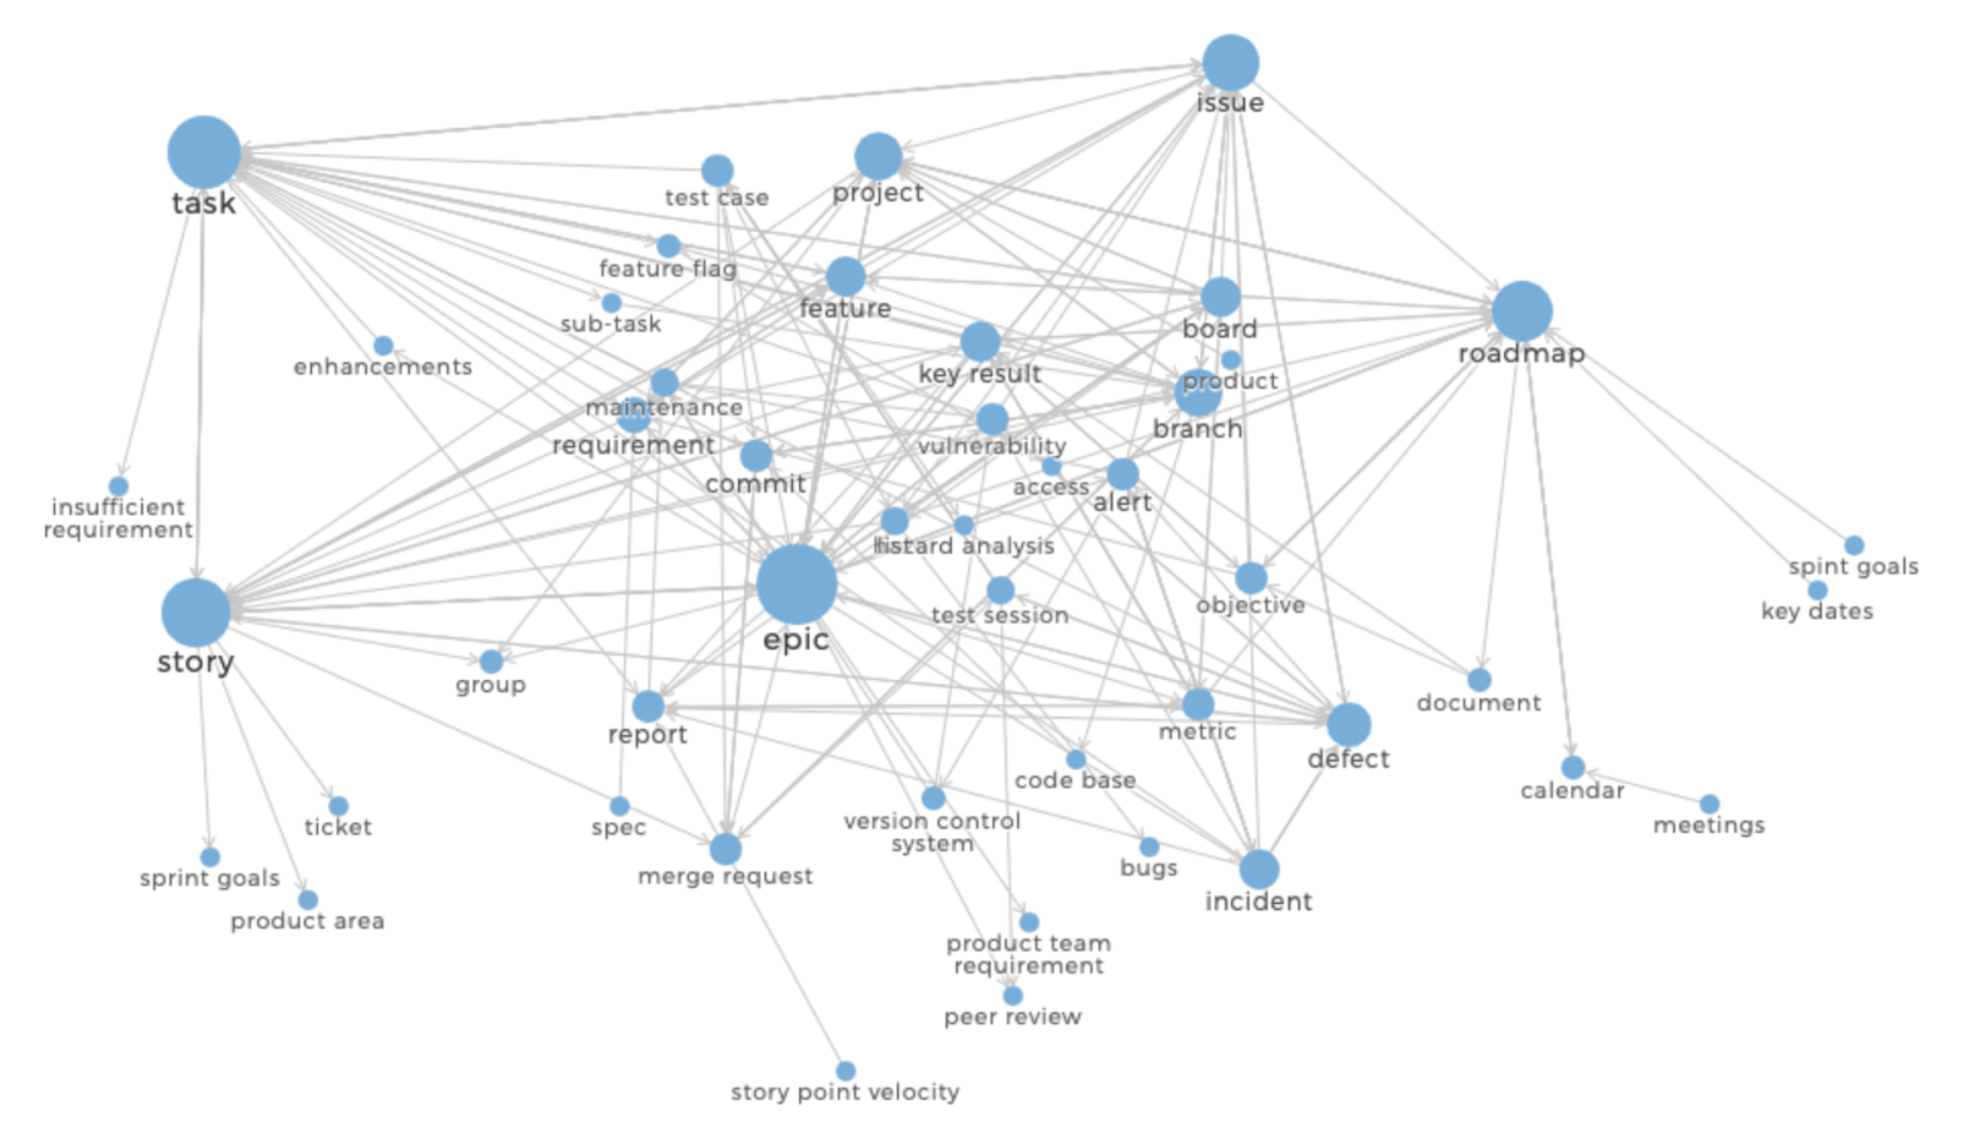 issue
task
test case
project
feature flag
feature
sub-task
board
enhancements
key result
roadmap
product
maintenance
requirement
vulnerability
branch
commit
access
alert
insufficient
requirement
hazard analysis
spint goals
test session
objective
key dates
epic
story
group
document
report
metric
defect
code base
calendar
ticket
spec
version control
system
meetings
sprint goals
merge request
bugs
product area
incident
product team
requirement
peer review
story point velocity